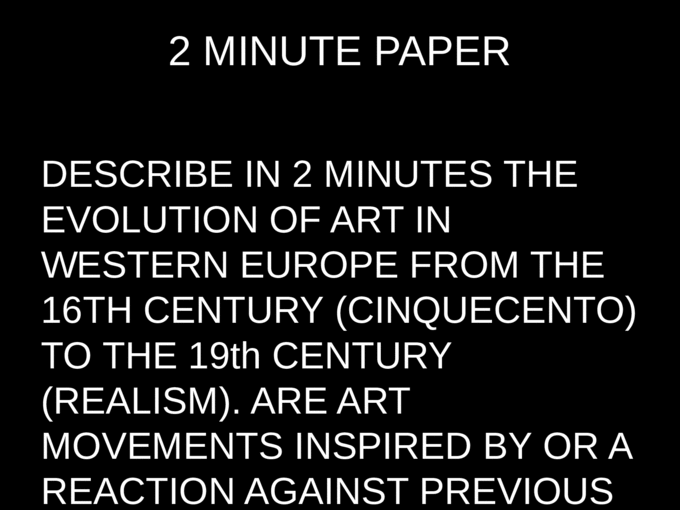 2 MINUTE PAPER
DESCRIBE IN 2 MINUTES THE
EVOLUTION OF ART IN
WESTERN EUROPE FROM THE
16TH CENTURY (CINQUECENTO)
TO THE 19th CENTURY
(REALISM). ARE ART
MOVEMENTS INSPIRED BY OR A
REACTION AGAINST PREVIOUS